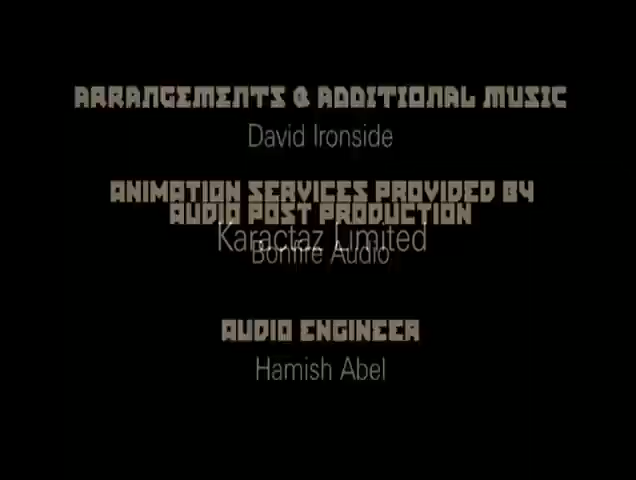 ARRANGEMENTS & ADDITIONAL MUSIC
David Ironside
ANIMATION SERVICES PROVIDED BY
AUDIO POST PRODUCTION
Karactaz Limited
Bonfire Audio
AUDIO ENGINEER
Hamish Abel